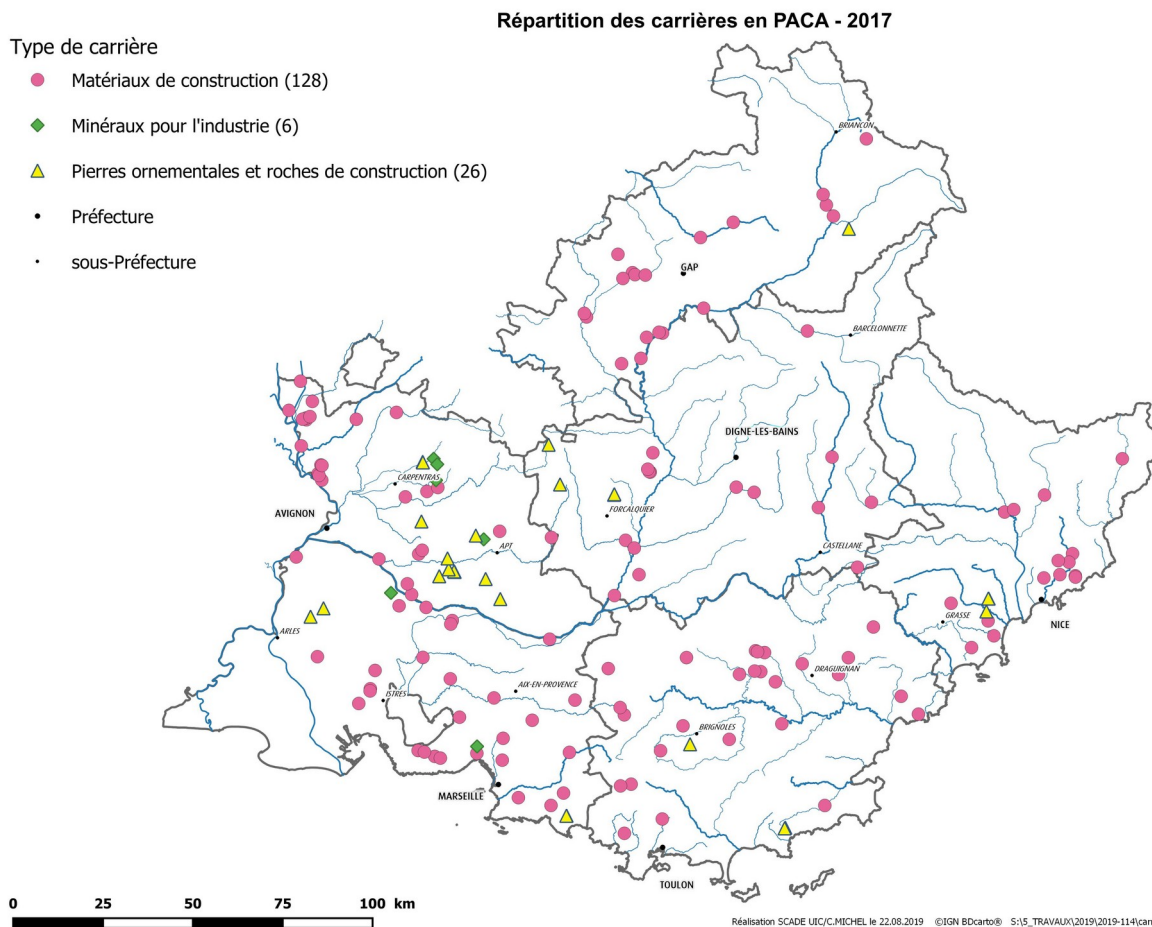 Répartition des carrières en PACA - 2017
Type de carrière
Matériaux de construction (128)
Minéraux pour l'industrie (6)
Pierres ornementales et roches de construction (26)
Préfecture
sous-Préfecture
BRIANCON
GAP
BARCELONNETTE
DIGNE-LES-BAINS
CARPENTRAS
AVIGNON
FORCALQUIER
APT
CASTELLANE
NICE
GRASSE
ARLES
DRAGUIGNAN
AIX-EN-PROVENCE
ISTRES
BRIGNOLES
MARSEILLE
TOULON
0 25 50 75 100 km
Réalisation SCADE UIC/C.MICHEL le 22.08.2019 ©IGN BDcarto® S:\5_TRAVAUX\2019\2019-114\carr